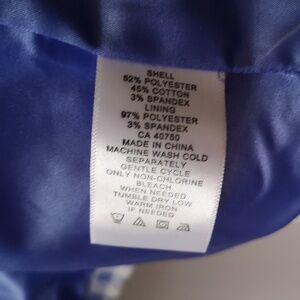 SHELL
52% POLYESTER
45% COTTON
3% SPANDEX
LINING
97% POLYESTER
3% SPANDEX
CA 40750
MADE IN CHINA
MACHINE WASH COLD
SEPARATELY
GENTLE CYCLE
ONLY NON-CHLORINE
BLEACH
WHEN NEEDED
TUMBLE DRY LOW
WARM IRON
IF NEEDED